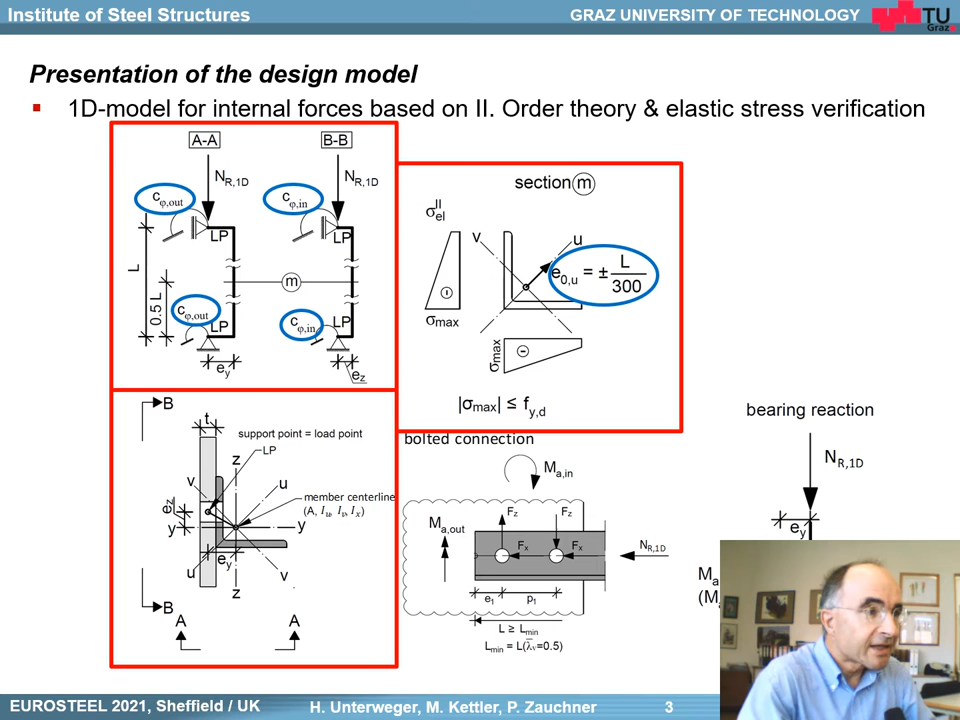 Institute of Steel Structures
GRAZ UNIVERSITY OF TECHNOLOGY
TU
Graz
Presentation of the design model
1D-model for internal forces based on II. Order theory & elastic stress verification
A-A
B-B
N_R,1D
N_R,1D
c_φ,out
c_φ,in
LP
LP
L
m
0.5 L
c_φ,out
c_φ,in
LP
LP
e_y
e_z
section m
σ_el^II
v
u
e_0,u = ± L/300
σ_max
σ_max
|σ_max| ≤ f_y,d
B
t
support point = load point
LP
z
v
u
member centerline
(A, I_u, I_v, I_x)
e_z
y
y
e_y
u
v
z
B
A
A
bolted connection
M_a,in
M_a,out
F_z
F_z
F_x
F_x
N_R,1D
e_1
p_1
L ≥ L_min
L_min = L(λ̅_v=0.5)
bearing reaction
N_R,1D
e_y
EUROSTEEL 2021, Sheffield / UK
H. Unterweger, M. Kettler, P. Zauchner
3